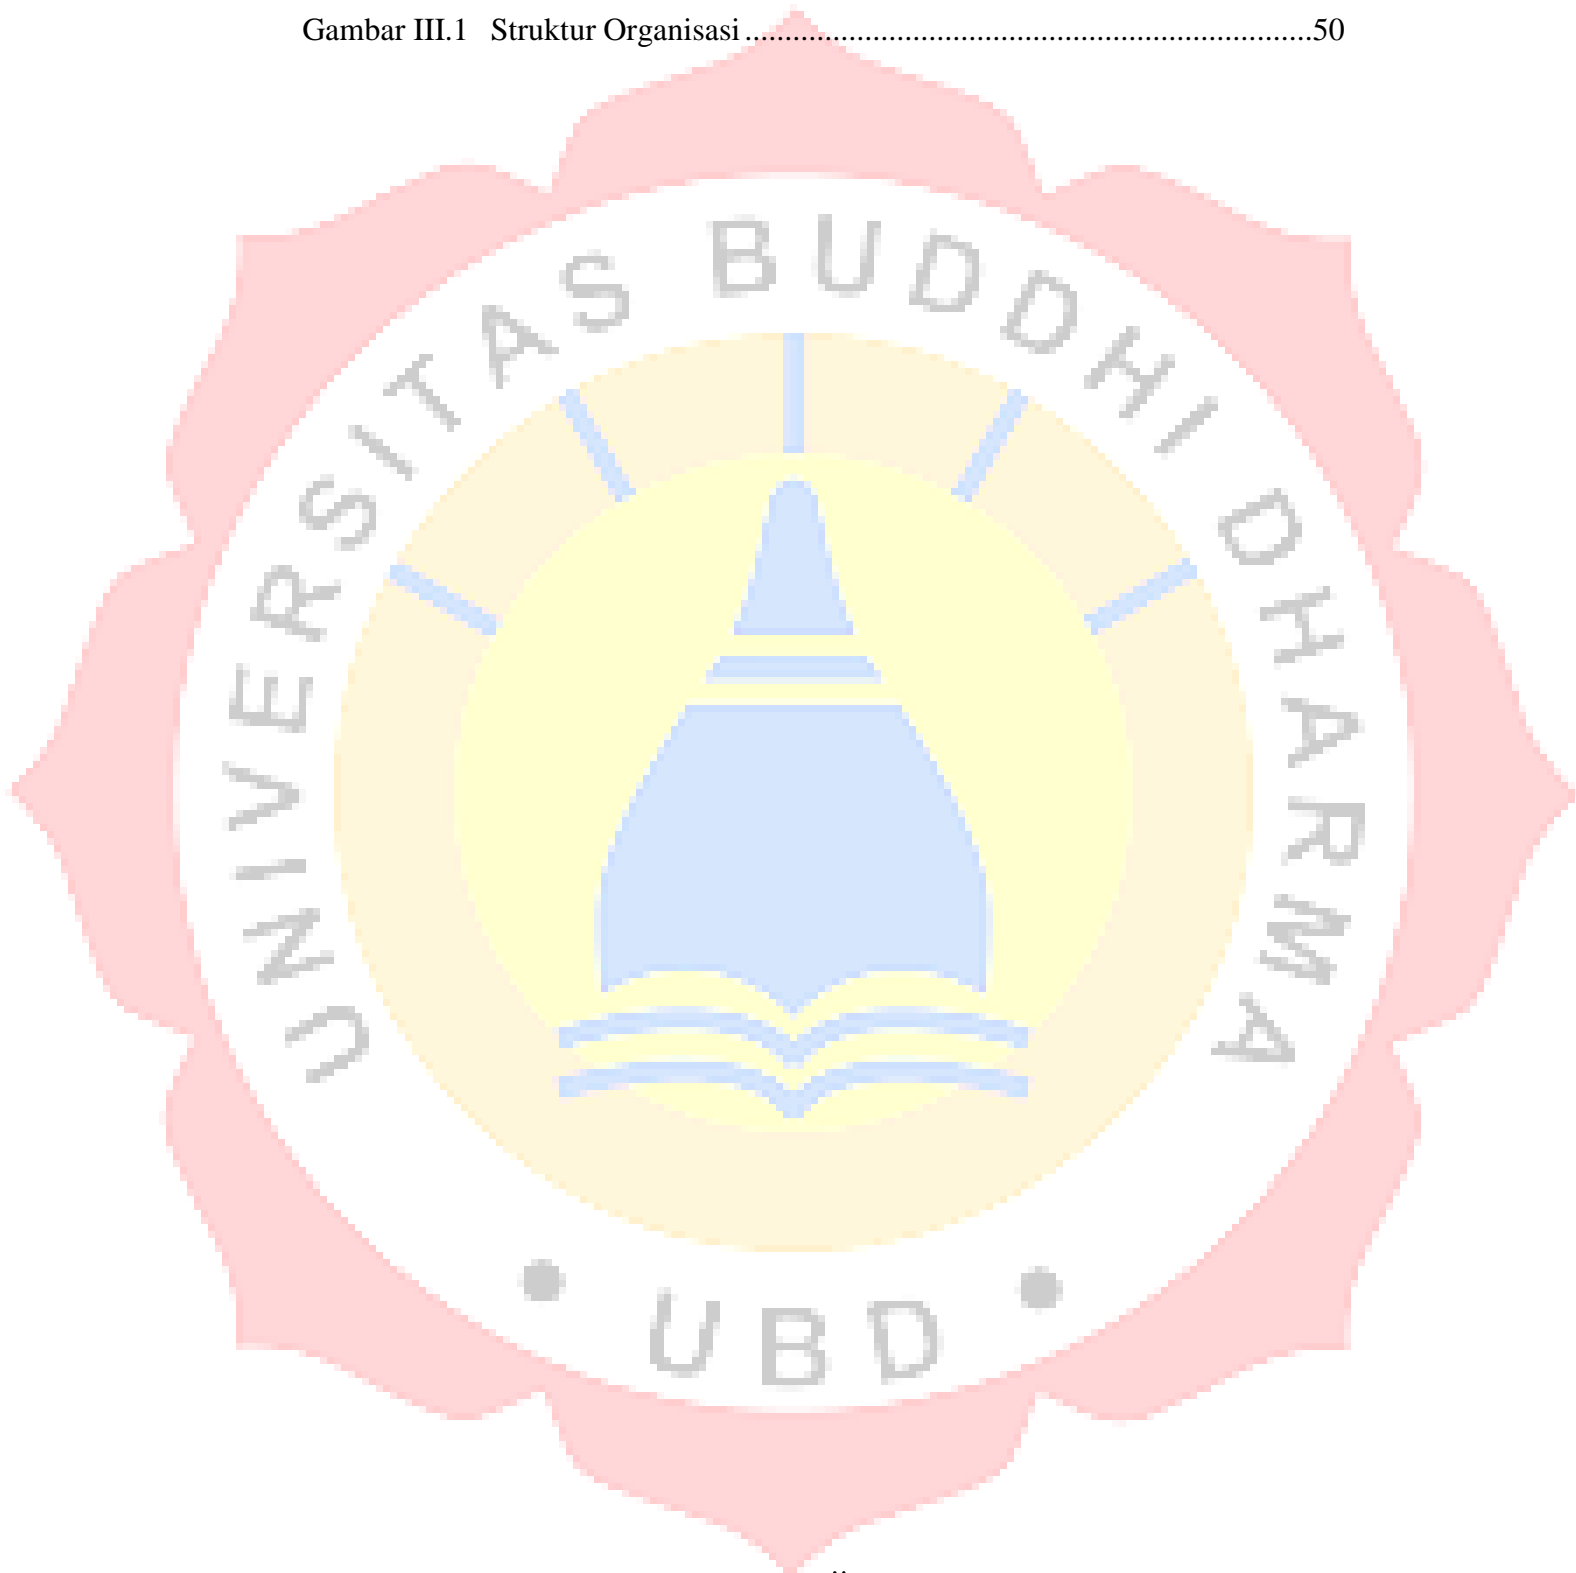 Gambar III.1 Struktur Organisasi ......................................................................50
UNIVERSITAS BUDDHI DHARMA
• UBD •